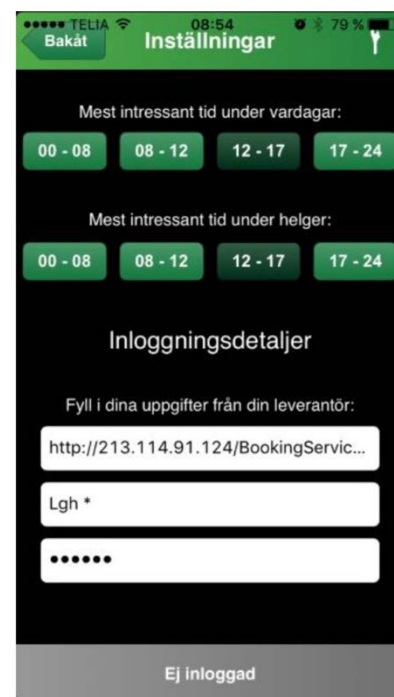 ●●●●● TELIA 08:54 79 %
Bakåt Inställningar
Mest intressant tid under vardagar:
00 - 08 08 - 12 12 - 17 17 - 24
Mest intressant tid under helger:
00 - 08 08 - 12 12 - 17 17 - 24
Inloggningsdetaljer
Fyll i dina uppgifter från din leverantör:
http://213.114.91.124/BookingServic...
Lgh *
●●●●●●
Ej inloggad